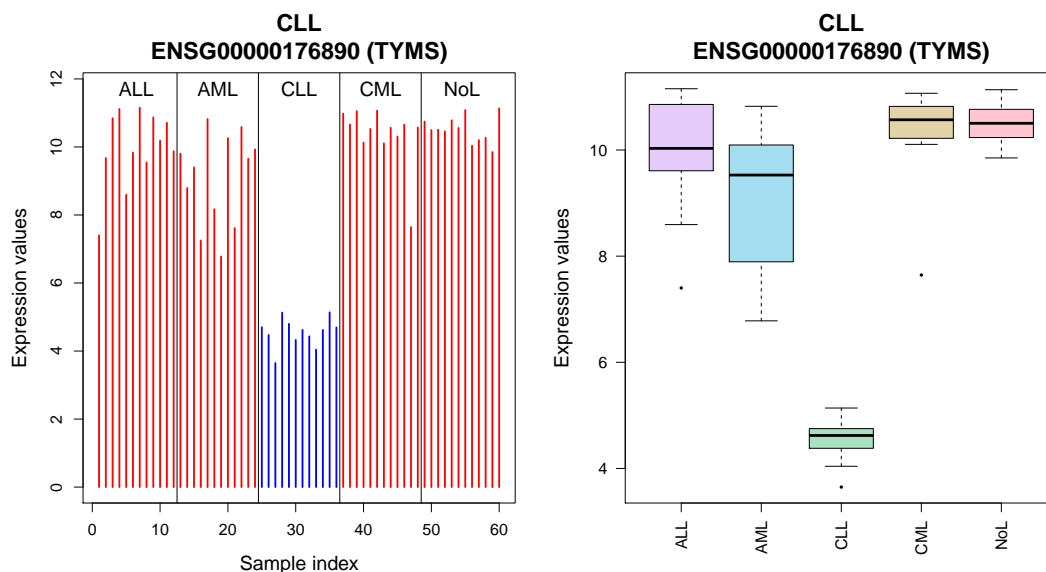 CLL
ENSG00000176890 (TYMS)
ALL AML CLL CML NoL
Expression values
12
10
8
6
4
2
0
0 10 20 30 40 50 60
Sample index
CLL
ENSG00000176890 (TYMS)
Expression values
10
8
6
4
ALL AML CLL CML NoL